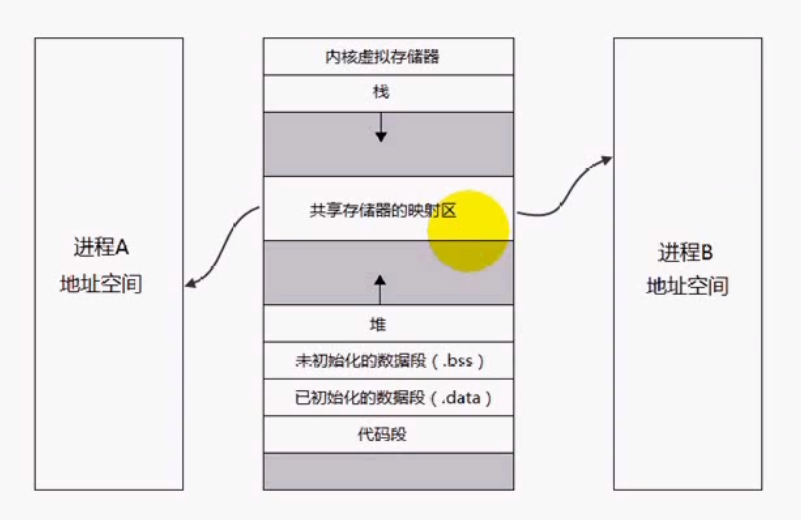 进程A
地址空间
内核虚拟存储器
栈
共享存储器的映射区
堆
未初始化的数据段（.bss）
已初始化的数据段（.data）
代码段
进程B
地址空间